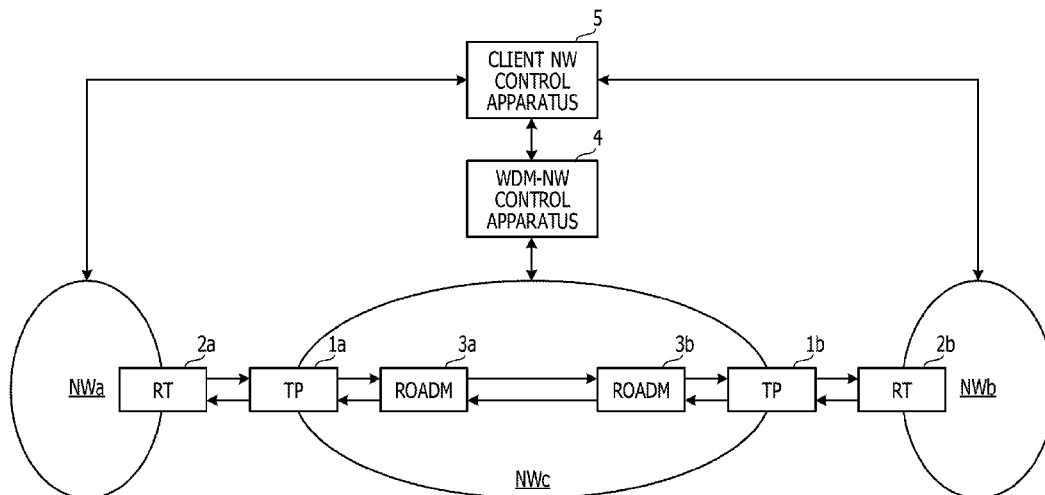 5
CLIENT NW
CONTROL
APPARATUS
4
WDM-NW
CONTROL
APPARATUS
2a
1a
3a
3b
1b
2b
NWa
RT
TP
ROADM
ROADM
TP
RT
NWb
NWc